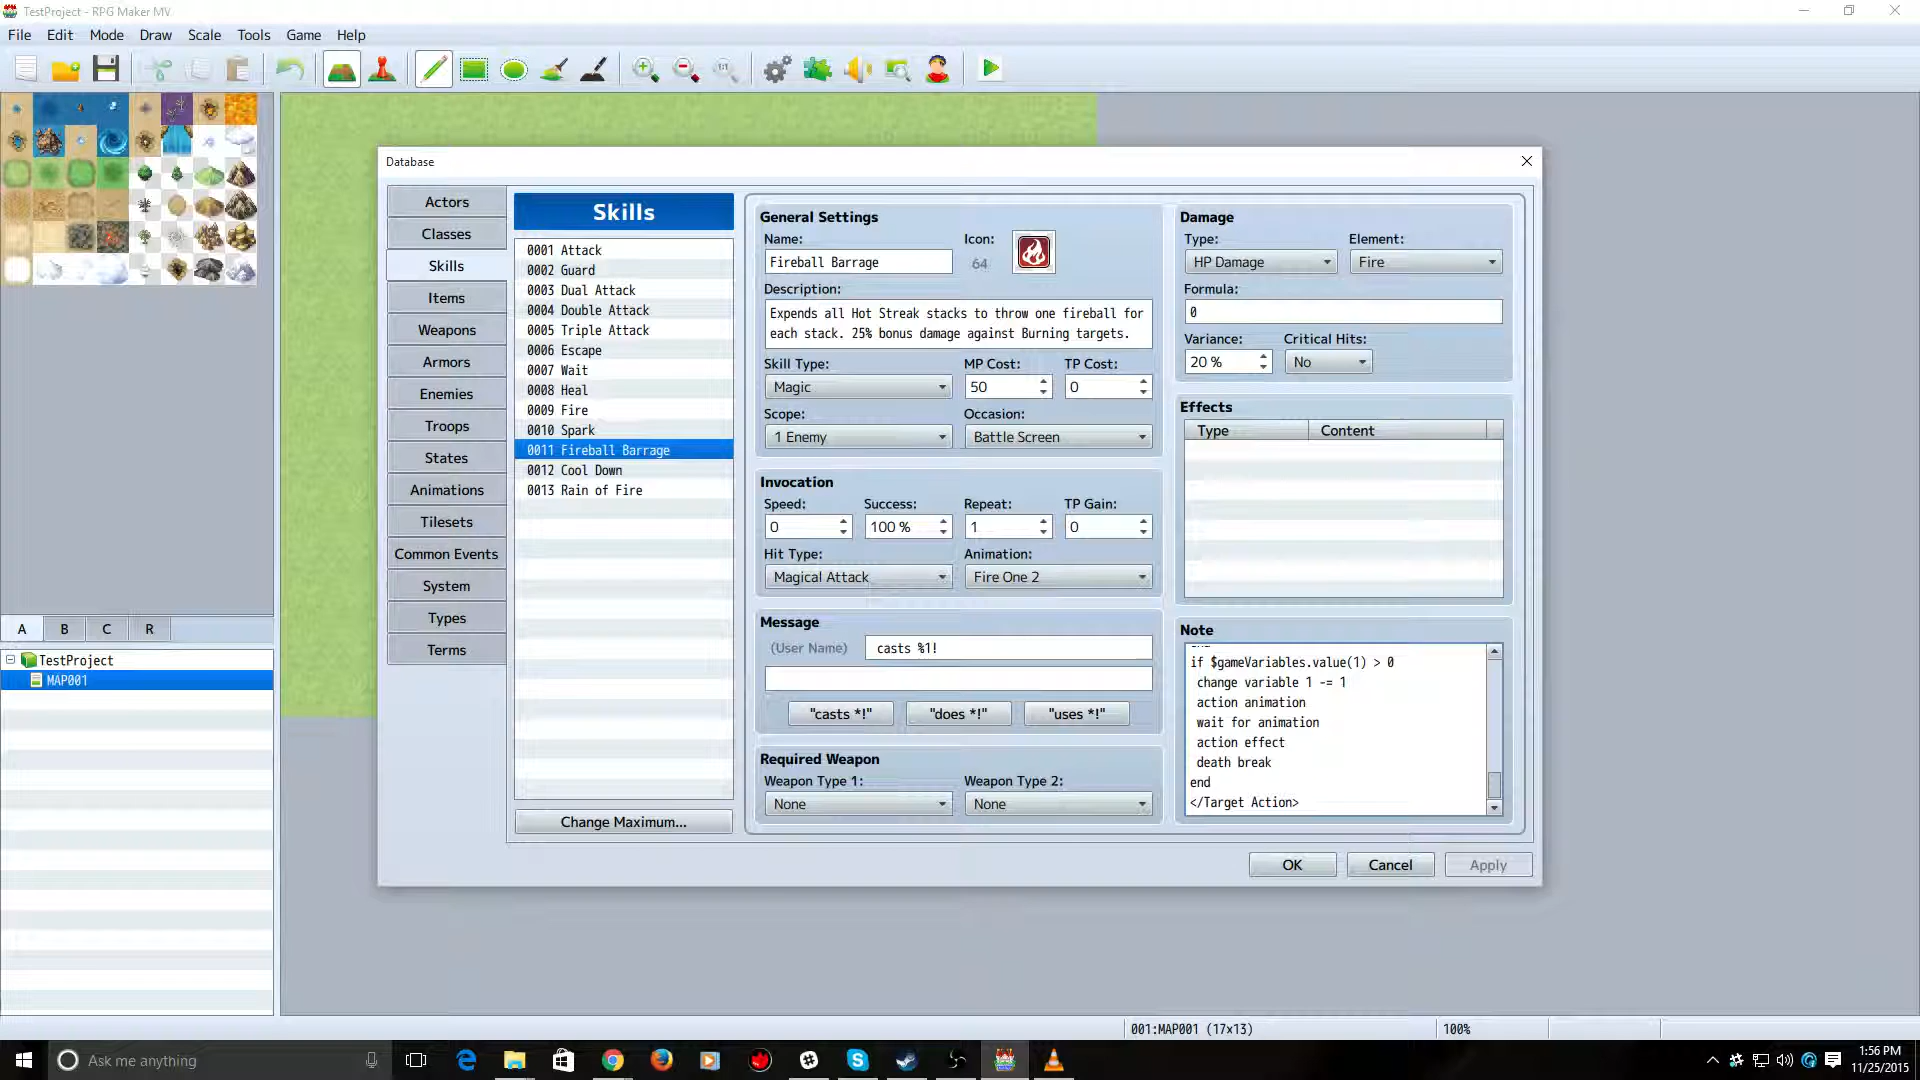 TestProject - RPG Maker MV
File Edit Mode Draw Scale Tools Game Help
1:1
Database
Actors
Classes
Skills
Items
Weapons
Armors
Enemies
Troops
States
Animations
Tilesets
Common Events
System
Types
Terms
Skills
0001 Attack
0002 Guard
0003 Dual Attack
0004 Double Attack
0005 Triple Attack
0006 Escape
0007 Wait
0008 Heal
0009 Fire
0010 Spark
0011 Fireball Barrage
0012 Cool Down
0013 Rain of Fire
Change Maximum...
General Settings
Name: Icon:
Fireball Barrage 64
Description:
Expends all Hot Streak stacks to throw one fireball for
each stack. 25% bonus damage against Burning targets.
Skill Type: MP Cost: TP Cost:
Magic 50 0
Scope: Occasion:
1 Enemy Battle Screen
Invocation
Speed: Success: Repeat: TP Gain:
0 100 % 1 0
Hit Type: Animation:
Magical Attack Fire One 2
Message
(User Name) casts %1!
"casts *!" "does *!" "uses *!"
Required Weapon
Weapon Type 1: Weapon Type 2:
None None
Damage
Type: Element:
HP Damage Fire
Formula:
0
Variance: Critical Hits:
20 % No
Effects
Type Content
Note
if $gameVariables.value(1) > 0
change variable 1 -= 1
action animation
wait for animation
action effect
death break
end
</Target Action>
OK Cancel Apply
A B C R
TestProject
MAP001
001:MAP001 (17x13) 100%
Ask me anything
1:56 PM
11/25/2015